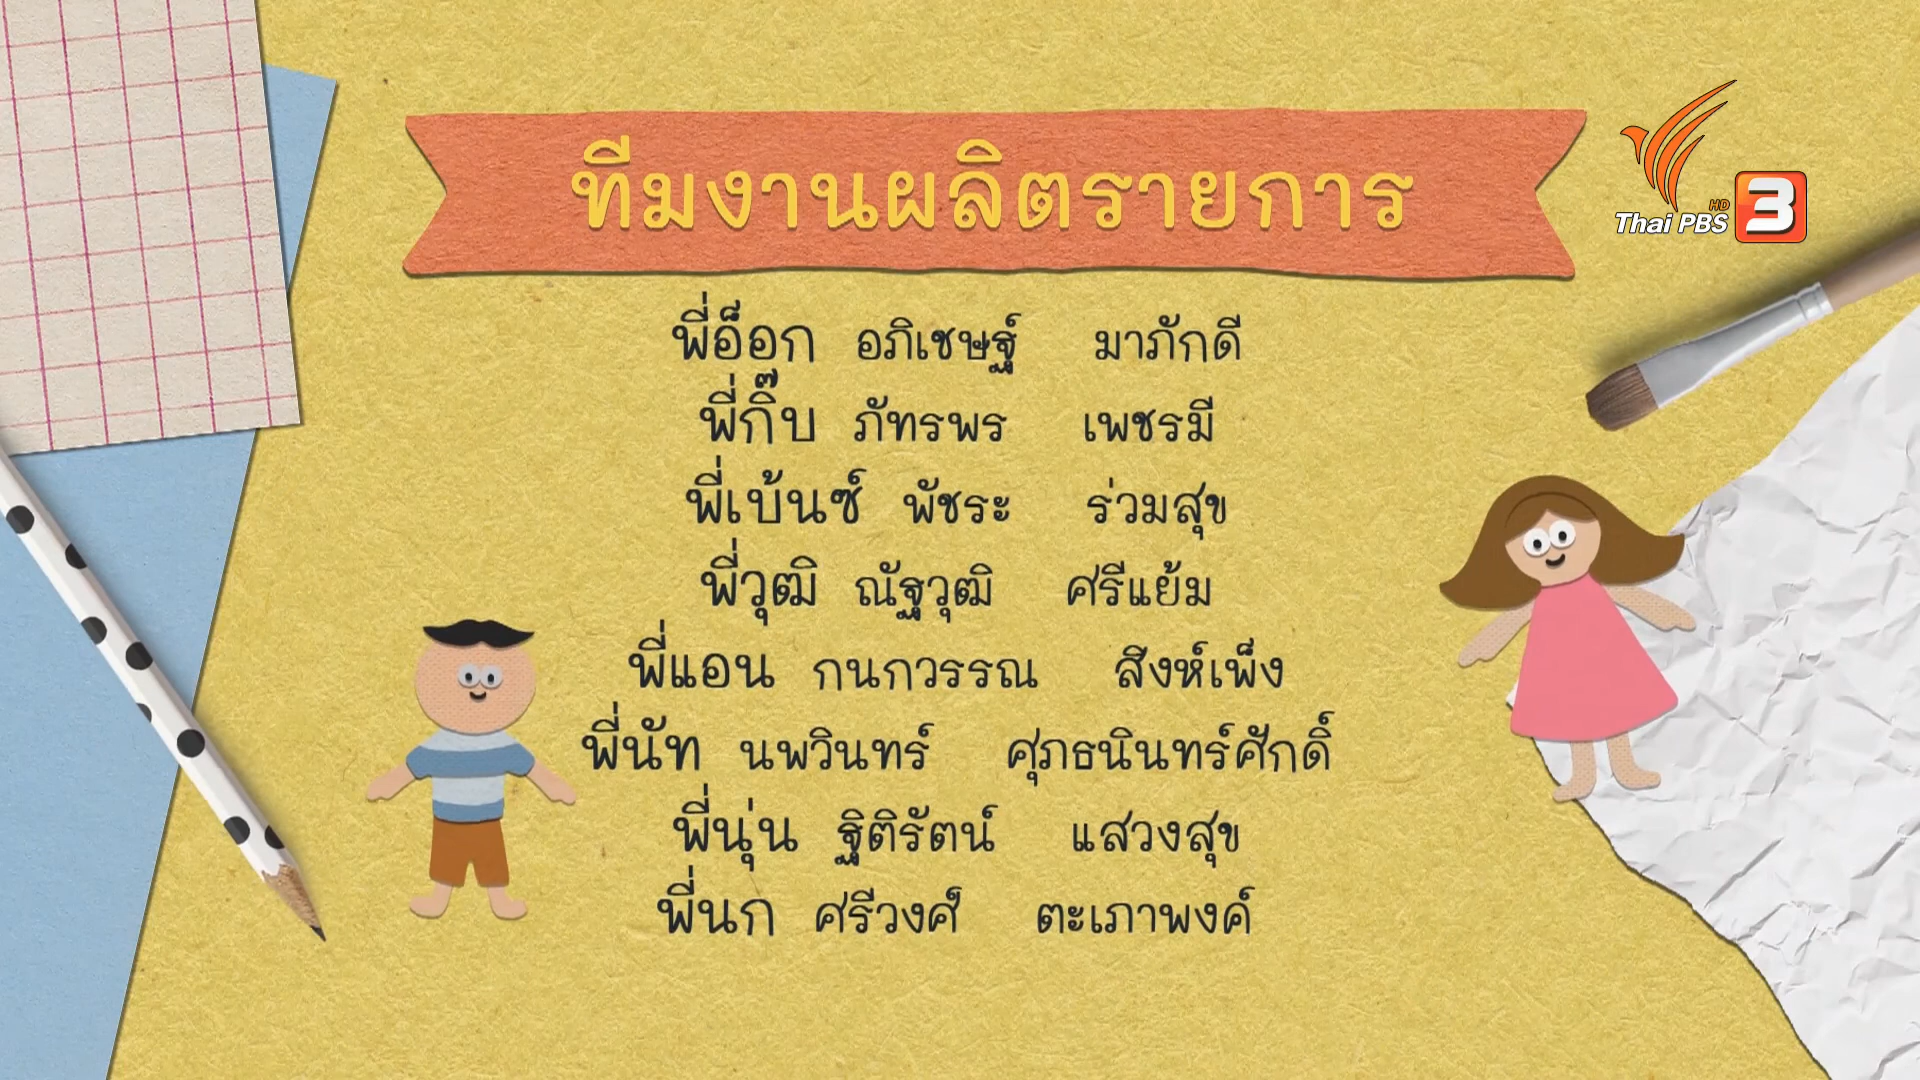 ทีมงานผลิตรายการ
HD
Thai PBS 3
พี่อ็อก อภิเชษฐ์ มาภักดี
พี่กิ๊บ ภัทรพร เพชรมี
พี่เบ้นซ์ พัชระ ร่วมสุข
พี่วุฒิ ณัฐวุฒิ ศรีแย้ม
พี่แอน กนกวรรณ สิงห์เพ็ง
พี่นัท นพวินทร์ ศุภธนินทร์ศักดิ์
พี่นุ่น ฐิติรัตน์ แสวงสุข
พี่นก ศรีวงศ์ ตะเภาพงค์